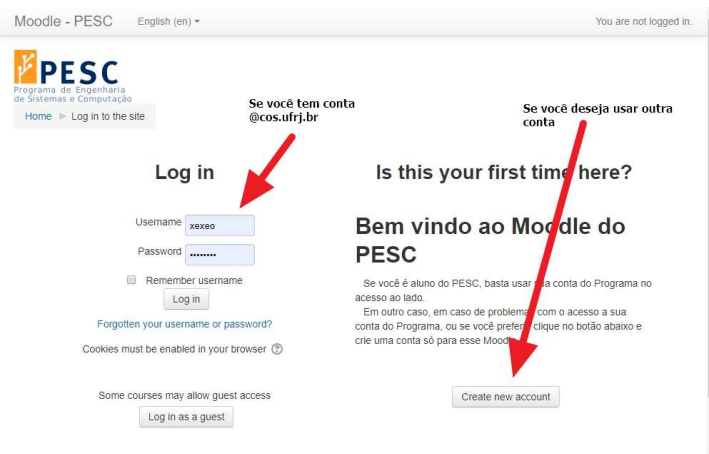 Moodle - PESC English (en) You are not logged in.
PESC
Programa de Engenharia
de Sistemas e Computação
Home Log in to the site
Se você tem conta
@cos.ufrj.br
Se você deseja usar outra
conta
Log in
Username xexeo
Password ••••••••
Remember username
Log in
Forgotten your username or password?
Cookies must be enabled in your browser
Some courses may allow guest access
Log in as a guest
Is this your first time here?
Bem vindo ao Moodle do
PESC
Se você é aluno do PESC, basta usar sua conta do Programa no
acesso ao lado.
Em outro caso, em caso de problemas com o acesso a sua
conta do Programa, ou se você preferir, clique no botão abaixo e
crie uma conta só para esse Moodle.
Create new account